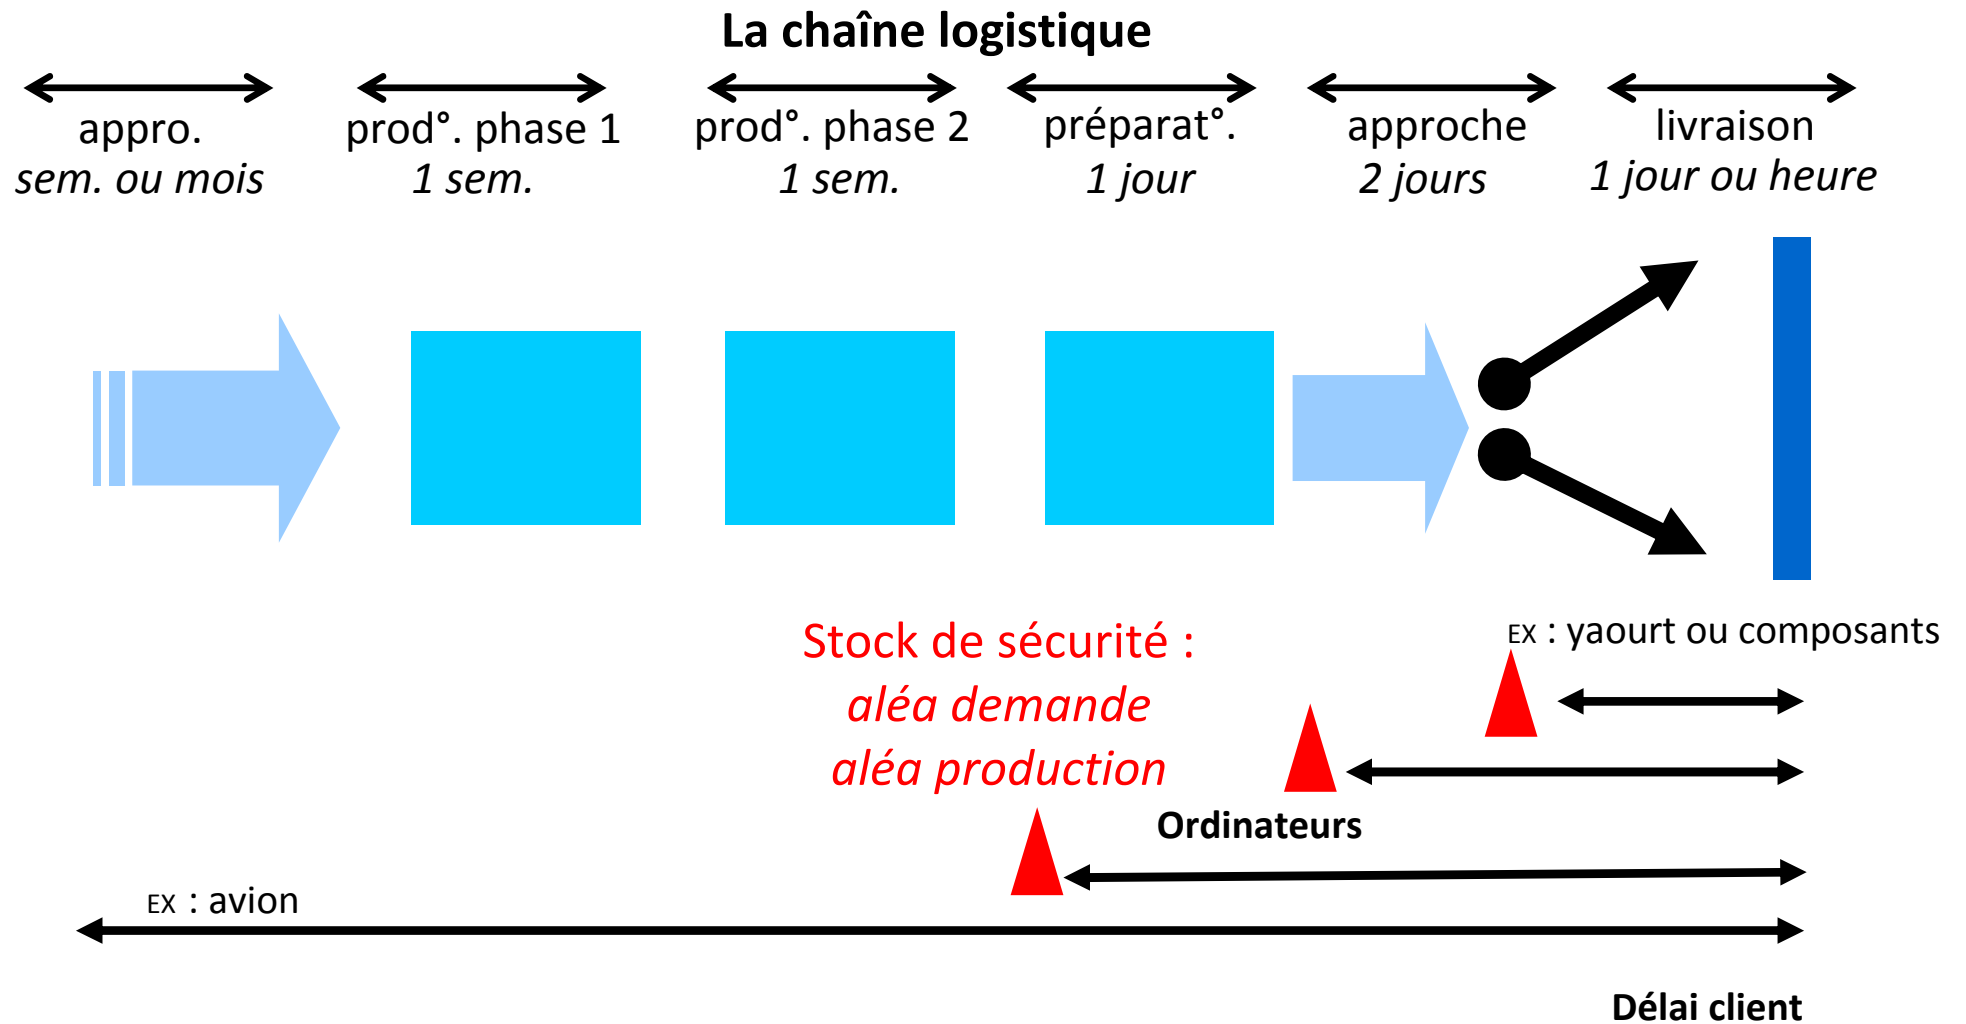 La chaîne logistique
appro.
sem. ou mois
prod°. phase 1
1 sem.
prod°. phase 2
1 sem.
préparat°.
1 jour
approche
2 jours
livraison
1 jour ou heure
Stock de sécurité :
aléa demande
aléa production
EX : yaourt ou composants
Ordinateurs
EX : avion
Délai client